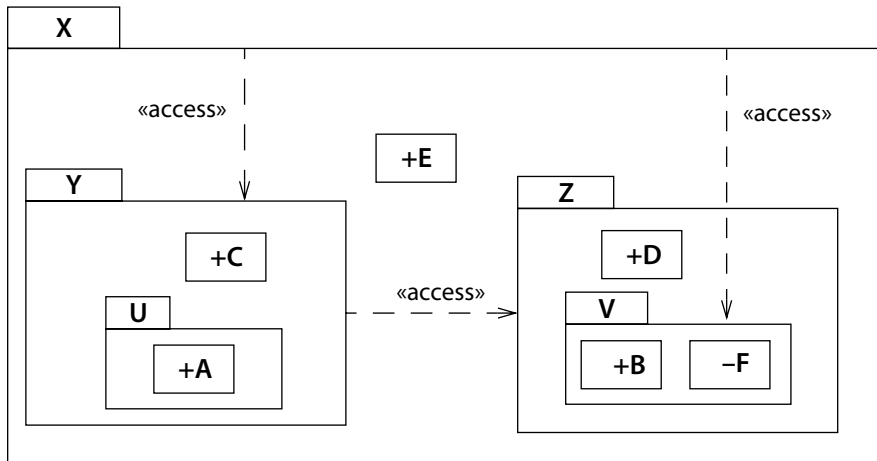 X
«access»
«access»
+E
Y
Z
+C
+D
«access»
U
V
+A
+B
–F